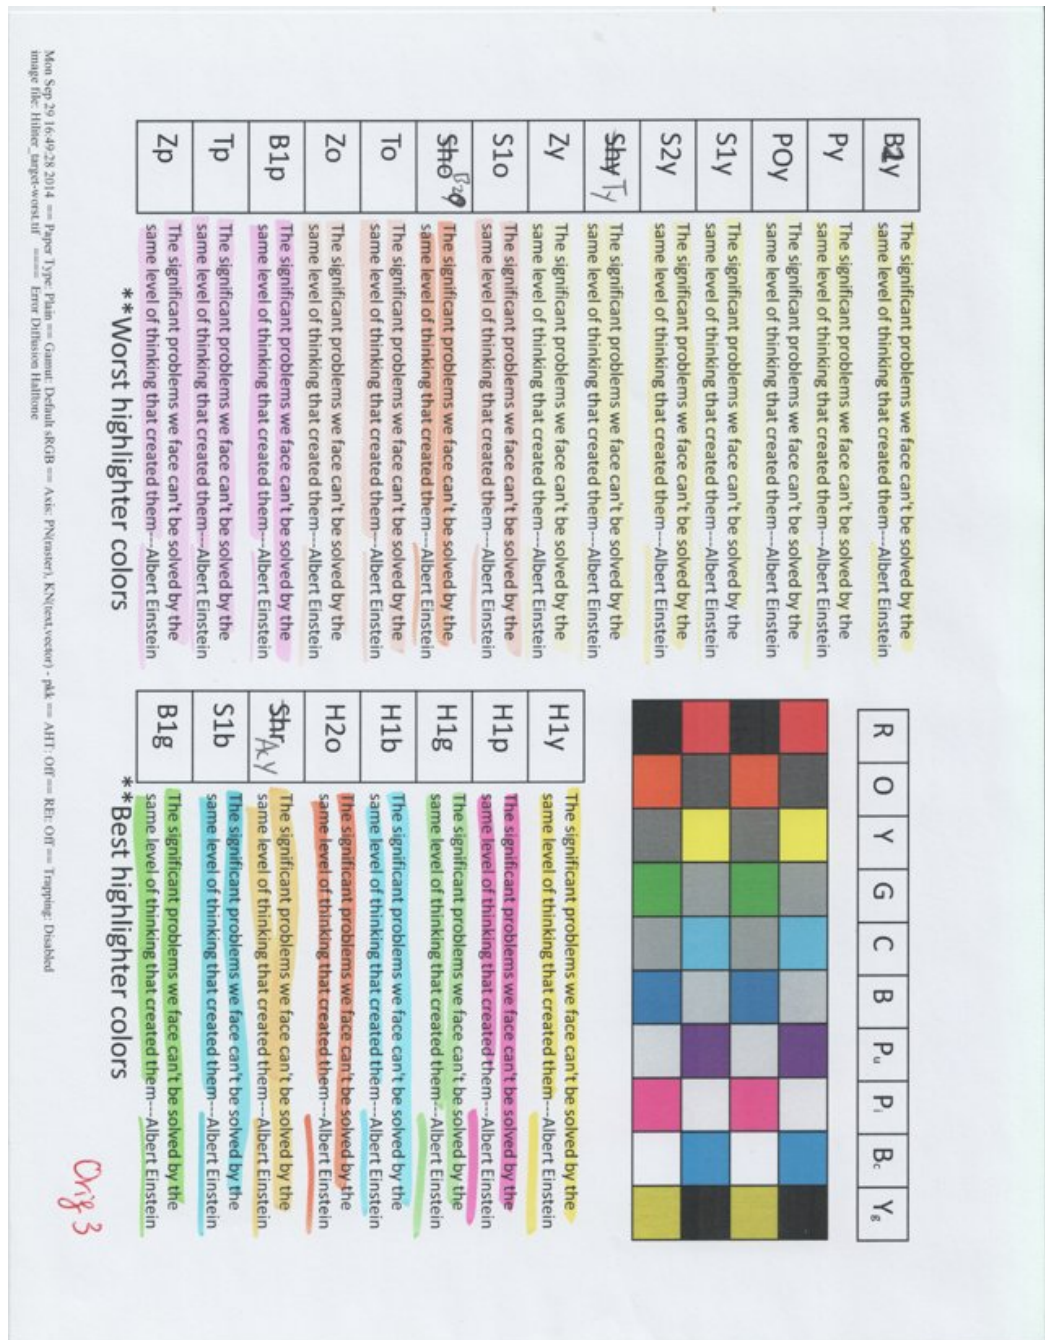 B2y The significant problems we face can't be solved by the
same level of thinking that created them---Albert Einstein
Py The significant problems we face can't be solved by the
same level of thinking that created them---Albert Einstein
POy The significant problems we face can't be solved by the
same level of thinking that created them---Albert Einstein
S1y The significant problems we face can't be solved by the
same level of thinking that created them---Albert Einstein
S2y The significant problems we face can't be solved by the
same level of thinking that created them---Albert Einstein
Shy Ty The significant problems we face can't be solved by the
same level of thinking that created them---Albert Einstein
Zy The significant problems we face can't be solved by the
same level of thinking that created them---Albert Einstein
S1o The significant problems we face can't be solved by the
same level of thinking that created them---Albert Einstein
Sho B2o The significant problems we face can't be solved by the
same level of thinking that created them---Albert Einstein
To The significant problems we face can't be solved by the
same level of thinking that created them---Albert Einstein
Zo The significant problems we face can't be solved by the
same level of thinking that created them---Albert Einstein
B1p The significant problems we face can't be solved by the
same level of thinking that created them---Albert Einstein
Tp The significant problems we face can't be solved by the
same level of thinking that created them---Albert Einstein
Zp The significant problems we face can't be solved by the
same level of thinking that created them---Albert Einstein
**Worst highlighter colors
R O Y G C B Pu Pi Bc Yg
H1y The significant problems we face can't be solved by the
same level of thinking that created them---Albert Einstein
H1p The significant problems we face can't be solved by the
same level of thinking that created them---Albert Einstein
H1g The significant problems we face can't be solved by the
same level of thinking that created them---Albert Einstein
H1b The significant problems we face can't be solved by the
same level of thinking that created them---Albert Einstein
H2o The significant problems we face can't be solved by the
same level of thinking that created them---Albert Einstein
Shr Ay The significant problems we face can't be solved by the
same level of thinking that created them---Albert Einstein
S1b The significant problems we face can't be solved by the
same level of thinking that created them---Albert Einstein
B1g The significant problems we face can't be solved by the
same level of thinking that created them---Albert Einstein
**Best highlighter colors
Orig 3
Mon Sep 29 16:49:28 2014 == Paper Type: Plain == Gamut: Default sRGB == Axis: PN(raster), KN(text,vector) - pkk == AHT: Off == REt: Off == Trapping: Disabled
image file: Hilner_target-worst.tif ==== Error Diffusion Halftone